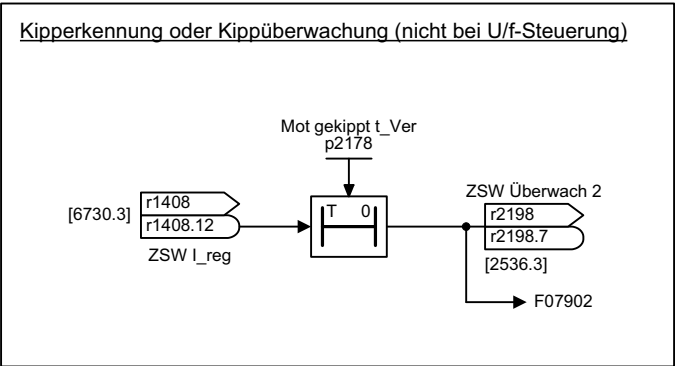 Kipperkennung oder Kippüberwachung (nicht bei U/f-Steuerung)
Mot gekippt t_Ver
p2178
ZSW Überwach 2
[6730.3]
r1408
r1408.12
ZSW I_reg
T 0
r2198
r2198.7
[2536.3]
F07902